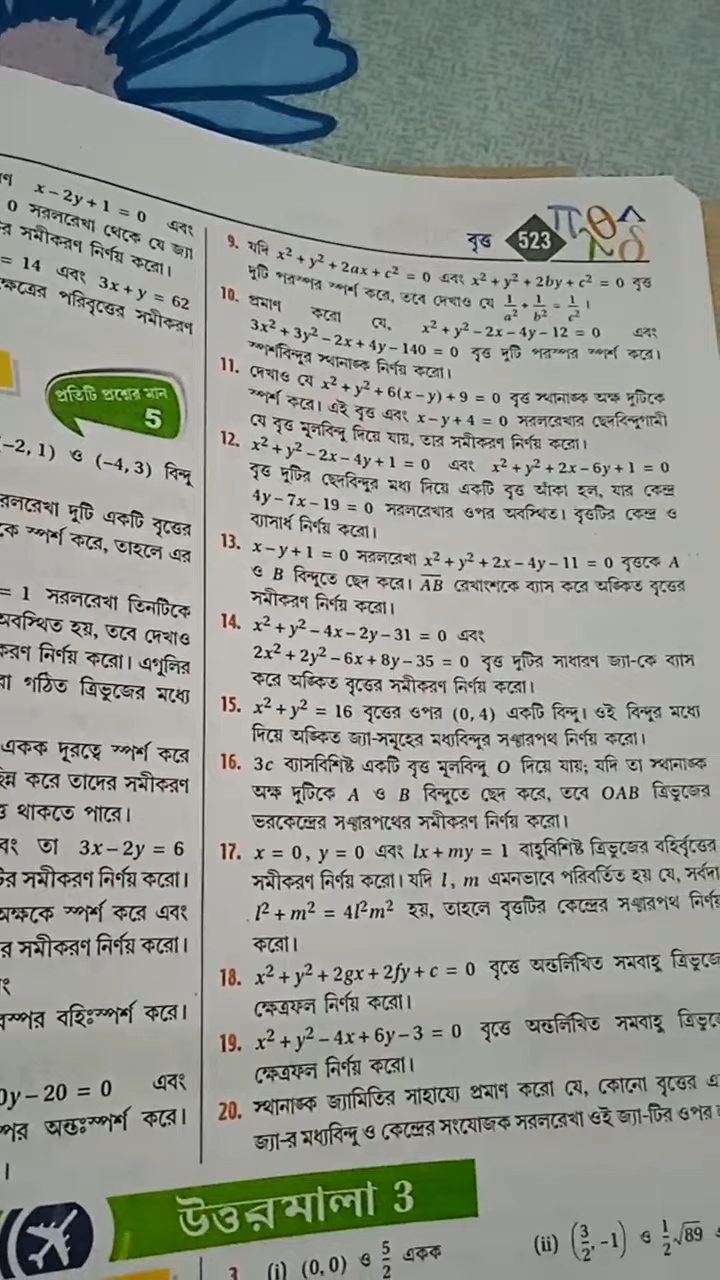 x – 2y + 1 = 0 এবং
0 সরলরেখা থেকে যে জ্যা
সমীকরণ নির্ণয় করো।
= 14 এবং 3x + y = 62
ক্ষেত্রের পরিবৃত্তের সমীকরণ
প্রতিটি প্রশ্নের মান
5
–2, 1) ও (–4, 3) বিন্দু
সরলরেখা দুটি একটি বৃত্তের
কে স্পর্শ করে, তাহলে এর
= 1 সরলরেখা তিনটিকে
অবস্থিত হয়, তবে দেখাও
করণ নির্ণয় করো। এগুলির
বা গঠিত ত্রিভুজের মধ্যে
একক দূরত্বে স্পর্শ করে
ছিন্ন করে তাদের সমীকরণ
থাকতে পারে।
বং তা 3x – 2y = 6
র সমীকরণ নির্ণয় করো।
অক্ষকে স্পর্শ করে এবং
র সমীকরণ নির্ণয় করো।
ং
রস্পর বহিঃস্পর্শ করে।
0y – 20 = 0 এবং
স্পর অন্তঃস্পর্শ করে।
।
বৃত্ত 523
9. যদি x² + y² + 2ax + c² = 0 এবং x² + y² + 2by + c² = 0 বৃত্ত
দুটি পরস্পর স্পর্শ করে, তবে দেখাও যে 1/a² + 1/b² = 1/c² ।
10. প্রমাণ করো যে, x² + y² – 2x – 4y – 12 = 0 এবং
3x² + 3y² – 2x + 4y – 140 = 0 বৃত্ত দুটি পরস্পর স্পর্শ করে।
স্পর্শবিন্দুর স্থানাঙ্ক নির্ণয় করো।
11. দেখাও যে x² + y² + 6(x – y) + 9 = 0 বৃত্ত স্থানাঙ্ক অক্ষ দুটিকে
স্পর্শ করে। এই বৃত্ত এবং x – y + 4 = 0 সরলরেখার ছেদবিন্দুগামী
যে বৃত্ত মূলবিন্দু দিয়ে যায়, তার সমীকরণ নির্ণয় করো।
12. x² + y² – 2x – 4y + 1 = 0 এবং x² + y² + 2x – 6y + 1 = 0
বৃত্ত দুটির ছেদবিন্দুর মধ্য দিয়ে একটি বৃত্ত আঁকা হল, যার কেন্দ্র
4y – 7x – 19 = 0 সরলরেখার ওপর অবস্থিত। বৃত্তটির কেন্দ্র ও
ব্যাসার্ধ নির্ণয় করো।
13. x – y + 1 = 0 সরলরেখা x² + y² + 2x – 4y – 11 = 0 বৃত্তকে A
ও B বিন্দুতে ছেদ করে। A̅B̅ রেখাংশকে ব্যাস করে অঙ্কিত বৃত্তের
সমীকরণ নির্ণয় করো।
14. x² + y² – 4x – 2y – 31 = 0 এবং
2x² + 2y² – 6x + 8y – 35 = 0 বৃত্ত দুটির সাধারণ জ্যা-কে ব্যাস
করে অঙ্কিত বৃত্তের সমীকরণ নির্ণয় করো।
15. x² + y² = 16 বৃত্তের ওপর (0, 4) একটি বিন্দু। ওই বিন্দুর মধ্যে
দিয়ে অঙ্কিত জ্যা-সমূহের মধ্যবিন্দুর সঞ্চারপথ নির্ণয় করো।
16. 3c ব্যাসবিশিষ্ট একটি বৃত্ত মূলবিন্দু O দিয়ে যায়; যদি তা স্থানাঙ্ক
অক্ষ দুটিকে A ও B বিন্দুতে ছেদ করে, তবে OAB ত্রিভুজের
ভরকেন্দ্রের সঞ্চারপথের সমীকরণ নির্ণয় করো।
17. x = 0, y = 0 এবং lx + my = 1 বাহুবিশিষ্ট ত্রিভুজের বহির্বৃত্তের
সমীকরণ নির্ণয় করো। যদি l, m এমনভাবে পরিবর্তিত হয় যে, সর্বদা
l² + m² = 4l²m² হয়, তাহলে বৃত্তটির কেন্দ্রের সঞ্চারপথ নির্ণয়
করো।
18. x² + y² + 2gx + 2fy + c = 0 বৃত্তে অন্তর্লিখিত সমবাহু ত্রিভুজে
ক্ষেত্রফল নির্ণয় করো।
19. x² + y² – 4x + 6y – 3 = 0 বৃত্তে অন্তর্লিখিত সমবাহু ত্রিভুজে
ক্ষেত্রফল নির্ণয় করো।
20. স্থানাঙ্ক জ্যামিতির সাহায্যে প্রমাণ করো যে, কোনো বৃত্তের এ
জ্যা-র মধ্যবিন্দু ও কেন্দ্রের সংযোজক সরলরেখা ওই জ্যা-টির ওপর
উত্তরমালা 3
(i) (0, 0) ও 5/2 একক (ii) (3/2, –1) ও 1/2√89